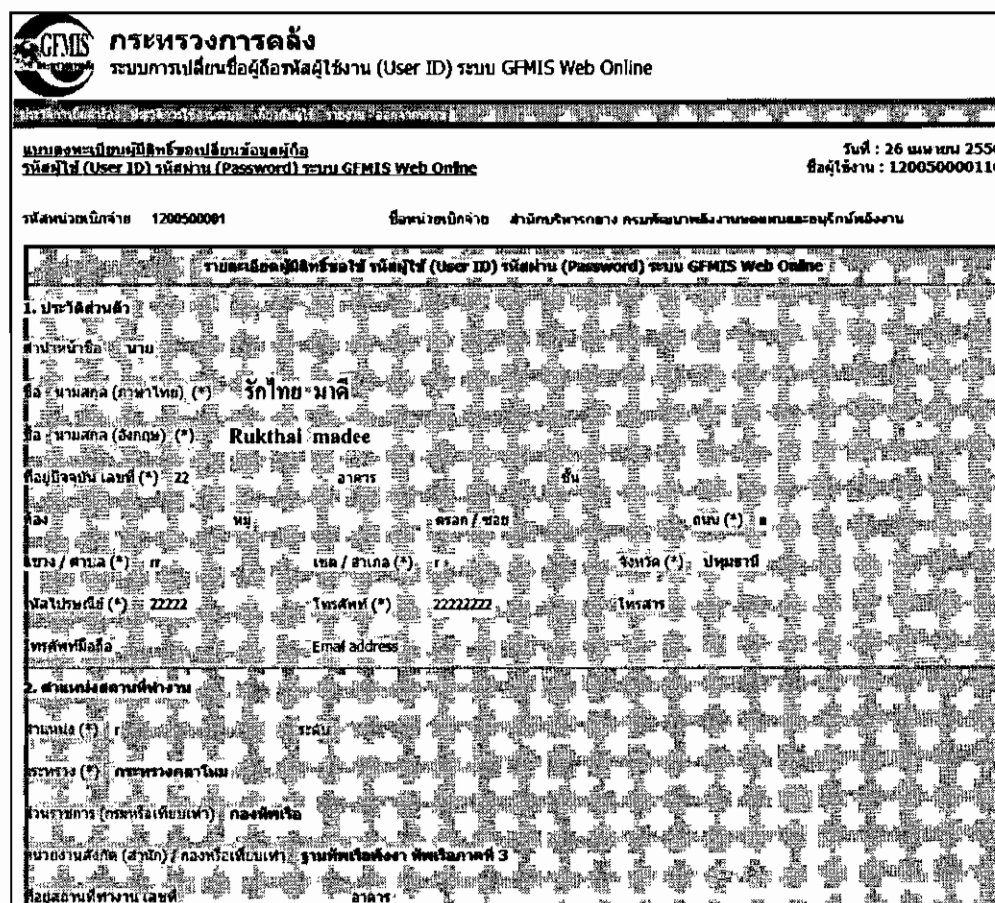 GFMIS กระทรวงการคลัง
ระบบการเปลี่ยนชื่อผู้ถือรหัสผู้ใช้งาน (User ID) ระบบ GFMIS Web Online
แบบลงทะเบียนผู้มีสิทธิ์ขอเปลี่ยนข้อมูลผู้ถือ วันที่ : 26 เมษายน 255
รหัสผู้ใช้ (User ID) รหัสผ่าน (Password) ระบบ GFMIS Web Online ชื่อผู้ใช้งาน : 1200500000110
รหัสหน่วยเบิกจ่าย 1200500001 ชื่อหน่วยเบิกจ่าย สำนักบริหารกลาง กรมพัฒนาพลังงานทดแทนและอนุรักษ์พลังงาน
รายละเอียดผู้มีสิทธิ์ขอใช้ รหัสผู้ใช้ (User ID) รหัสผ่าน (Password) ระบบ GFMIS Web Online
1. ประวัติส่วนตัว
คำนำหน้าชื่อ นาย
ชื่อ - นามสกุล (ภาษาไทย) (*) รักไทย มาดี
ชื่อ - นามสกุล (อังกฤษ) (*) Rukthai madee
ที่อยู่ปัจจุบัน เลขที่ (*) 22 อาคาร ชั้น
ห้อง หมู่ ตรอก / ซอย ถนน (*)
แขวง / ตำบล (*) rr เขต / อำเภอ (*) r จังหวัด (*) ปทุมธานี
รหัสไปรษณีย์ (*) 22222 โทรศัพท์ (*) 22222222 โทรสาร
โทรศัพท์มือถือ Email address
2. ตำแหน่งสถานที่ทำงาน
ตำแหน่ง (*) r ระดับ
กระทรวง (*) กระทรวงกลาโหม
ส่วนราชการ (กรมหรือเทียบเท่า) กองทัพเรือ
หน่วยงานสังกัด (สำนัก) / กองหรือเทียบเท่า ฐานทัพเรือพังงา ทัพเรือภาคที่ 3
ที่อยู่สถานที่ทำงาน เลขที่ อาคาร